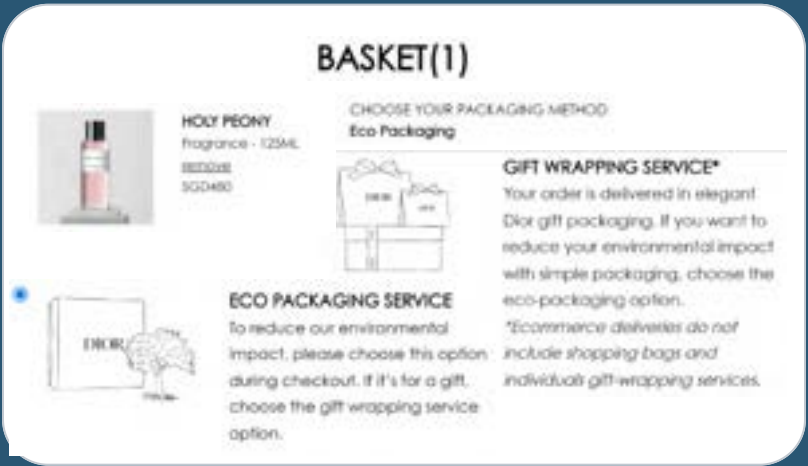 BASKET(1)
HOLY PEONY
Fragrance - 125ML
remove
SGD480
CHOOSE YOUR PACKAGING METHOD
Eco Packaging
GIFT WRAPPING SERVICE*
Your order is delivered in elegant
Dior gift packaging. If you want to
reduce your environmental impact
with simple packaging, choose the
eco-packaging option.
*Ecommerce deliveries do not
include shopping bags and
individuals gift-wrapping services.
DIOR
ECO PACKAGING SERVICE
To reduce our environmental
impact, please choose this option
during checkout. If it's for a gift,
choose the gift wrapping service
option.
DIOR